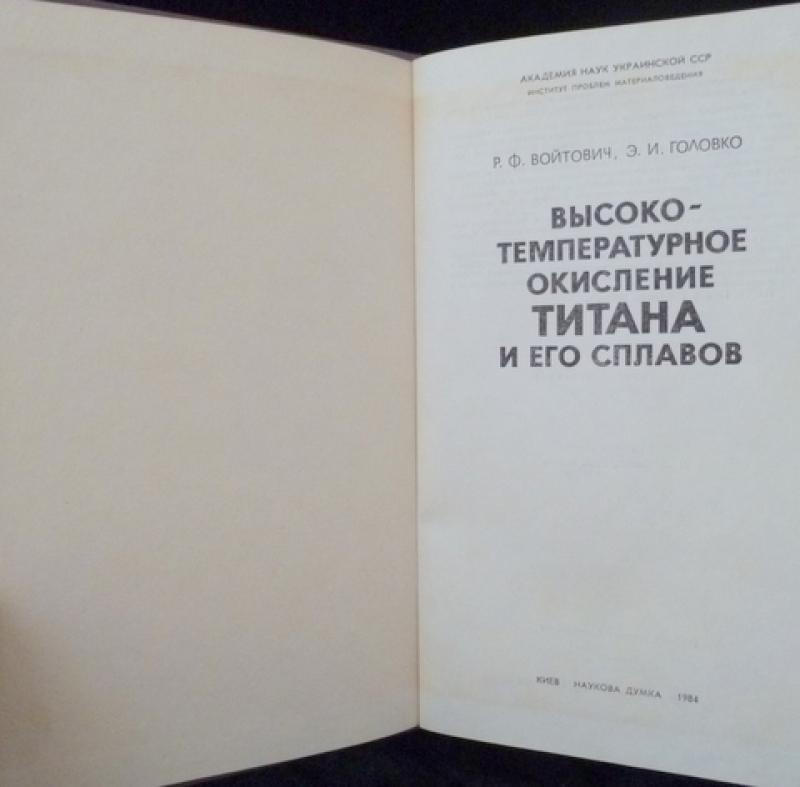 АКАДЕМИЯ НАУК УКРАИНСКОЙ ССР
ИНСТИТУТ ПРОБЛЕМ МАТЕРИАЛОВЕДЕНИЯ
Р. Ф. ВОЙТОВИЧ, Э. И. ГОЛОВКО
ВЫСОКО-
ТЕМПЕРАТУРНОЕ
ОКИСЛЕНИЕ
ТИТАНА
И ЕГО СПЛАВОВ
КИЕВ НАУКОВА ДУМКА 1984